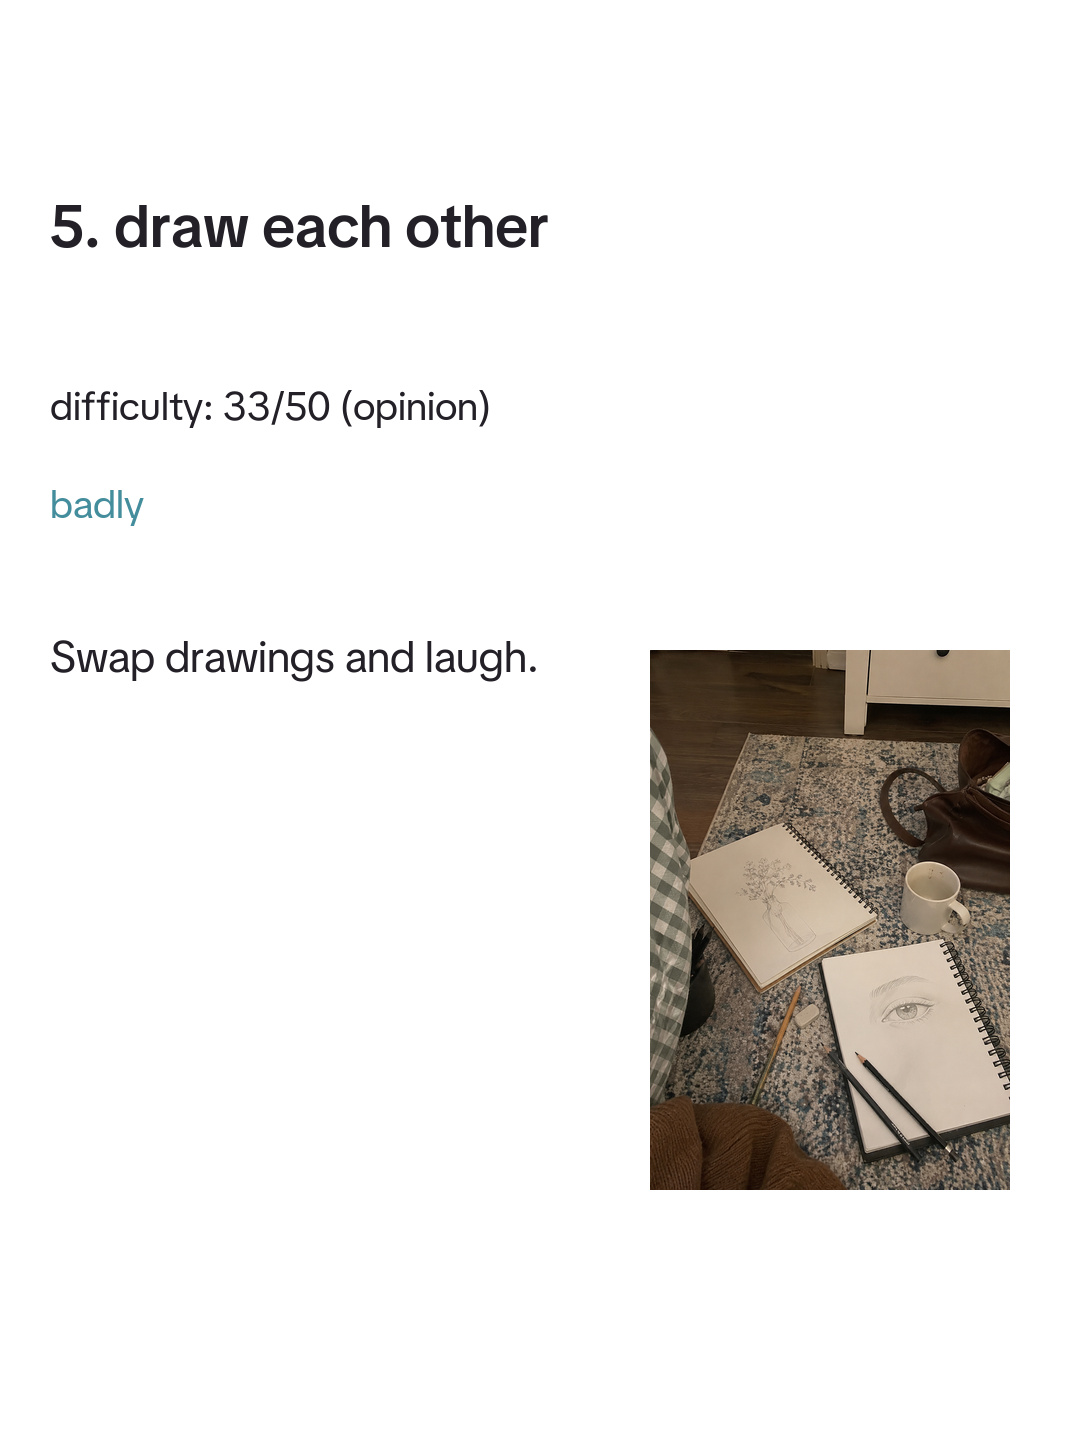 5. draw each other
difficulty: 33/50 (opinion)
badly
Swap drawings and laugh.